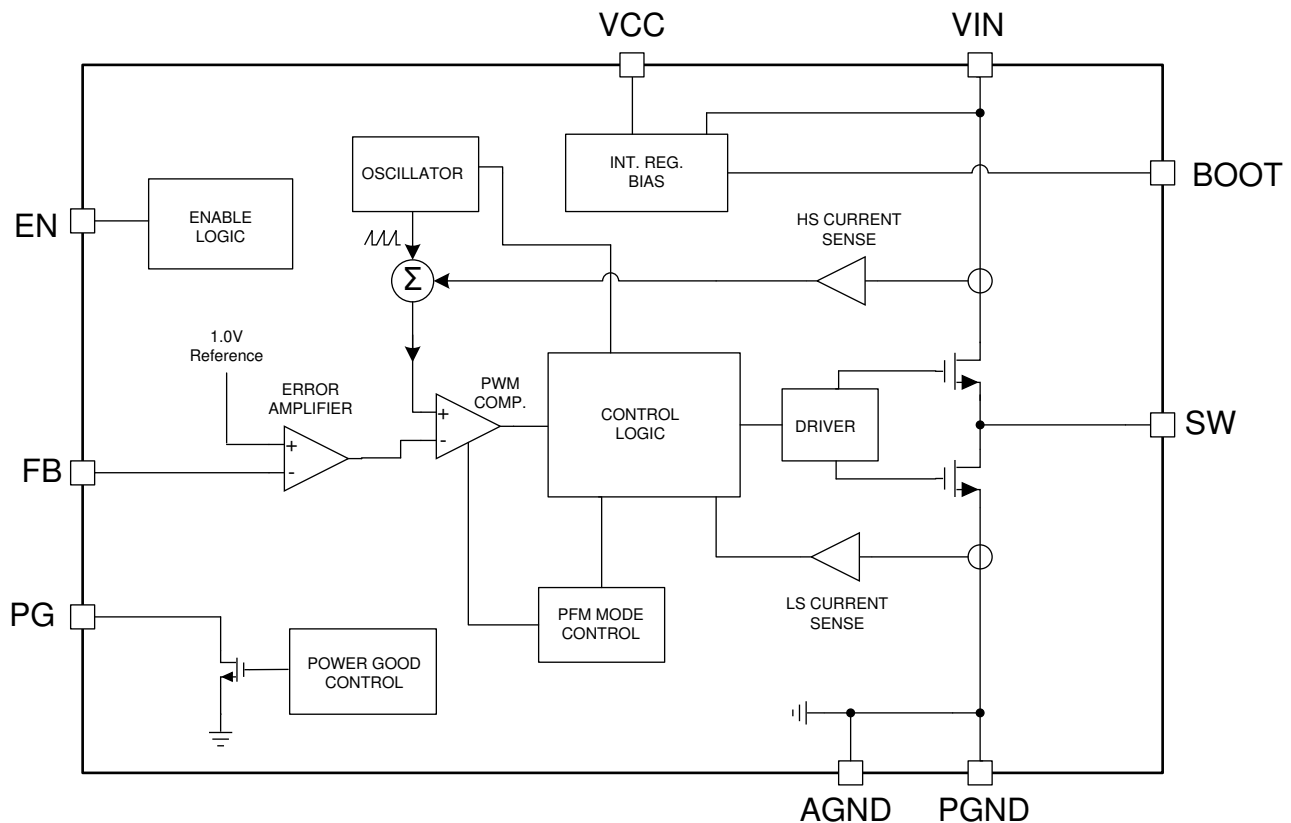 VCC
VIN
OSCILLATOR
INT. REG.
BIAS
BOOT
EN
ENABLE
LOGIC
HS CURRENT
SENSE
Σ
1.0V
Reference
ERROR
AMPLIFIER
+
-
FB
PWM
COMP.
+
-
CONTROL
LOGIC
DRIVER
SW
PG
POWER GOOD
CONTROL
PFM MODE
CONTROL
LS CURRENT
SENSE
AGND
PGND